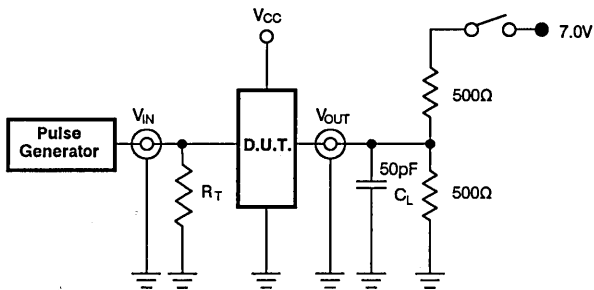 VCC
7.0V
500Ω
VIN
VOUT
Pulse
Generator
D.U.T.
50pF
CL
RT
500Ω